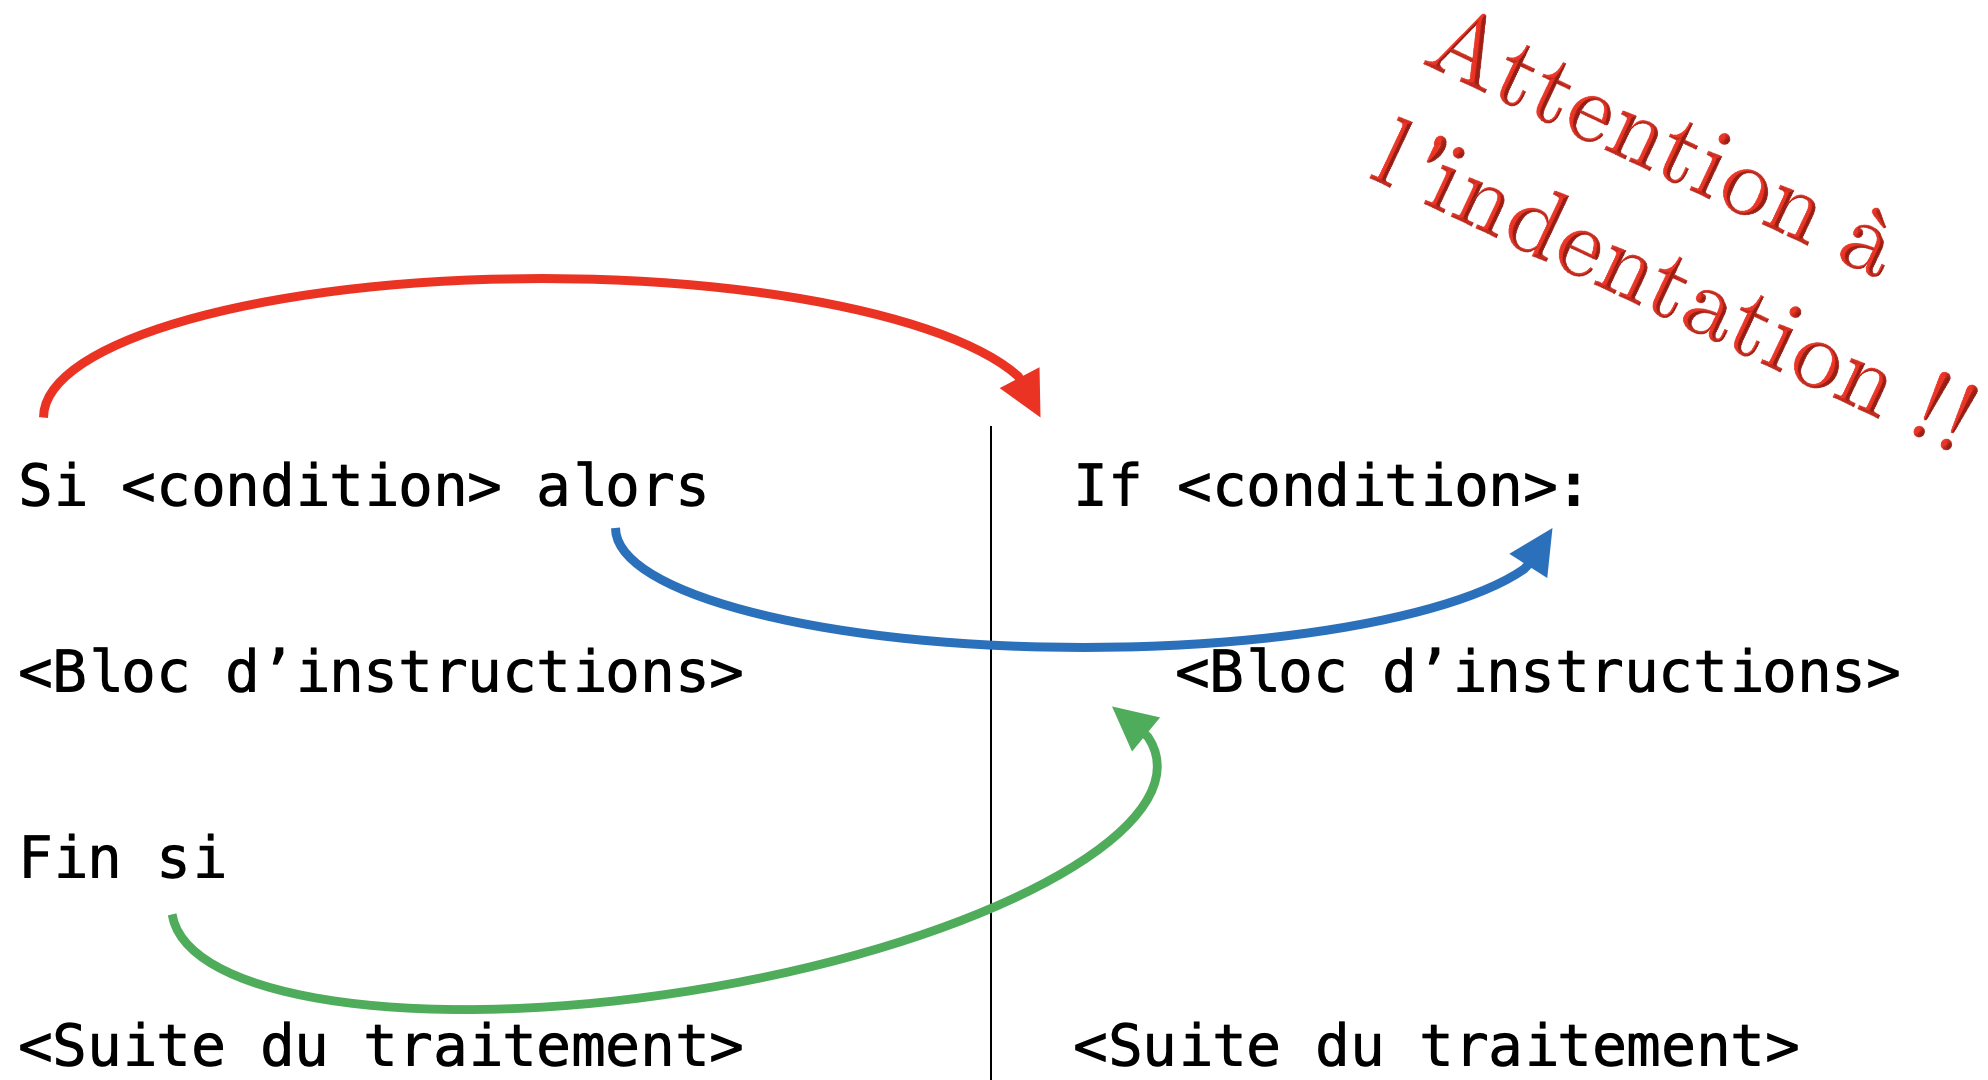 Attention à
l'indentation !!
Si <condition> alors
<Bloc d’instructions>
Fin si
<Suite du traitement>
If <condition>:
<Bloc d’instructions>
<Suite du traitement>